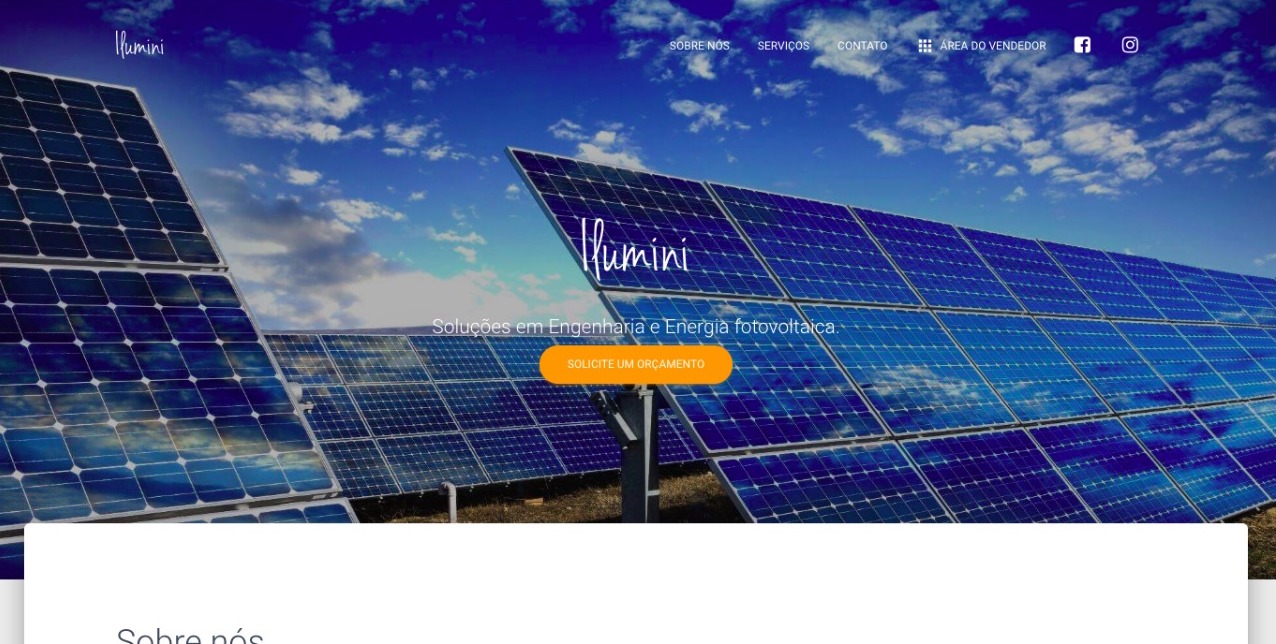 Ilumini
SOBRE NÓS SERVIÇOS CONTATO ÁREA DO VENDEDOR
Ilumini
Soluções em Engenharia e Energia fotovoltaica
SOLICITE UM ORÇAMENTO
Sobre nós